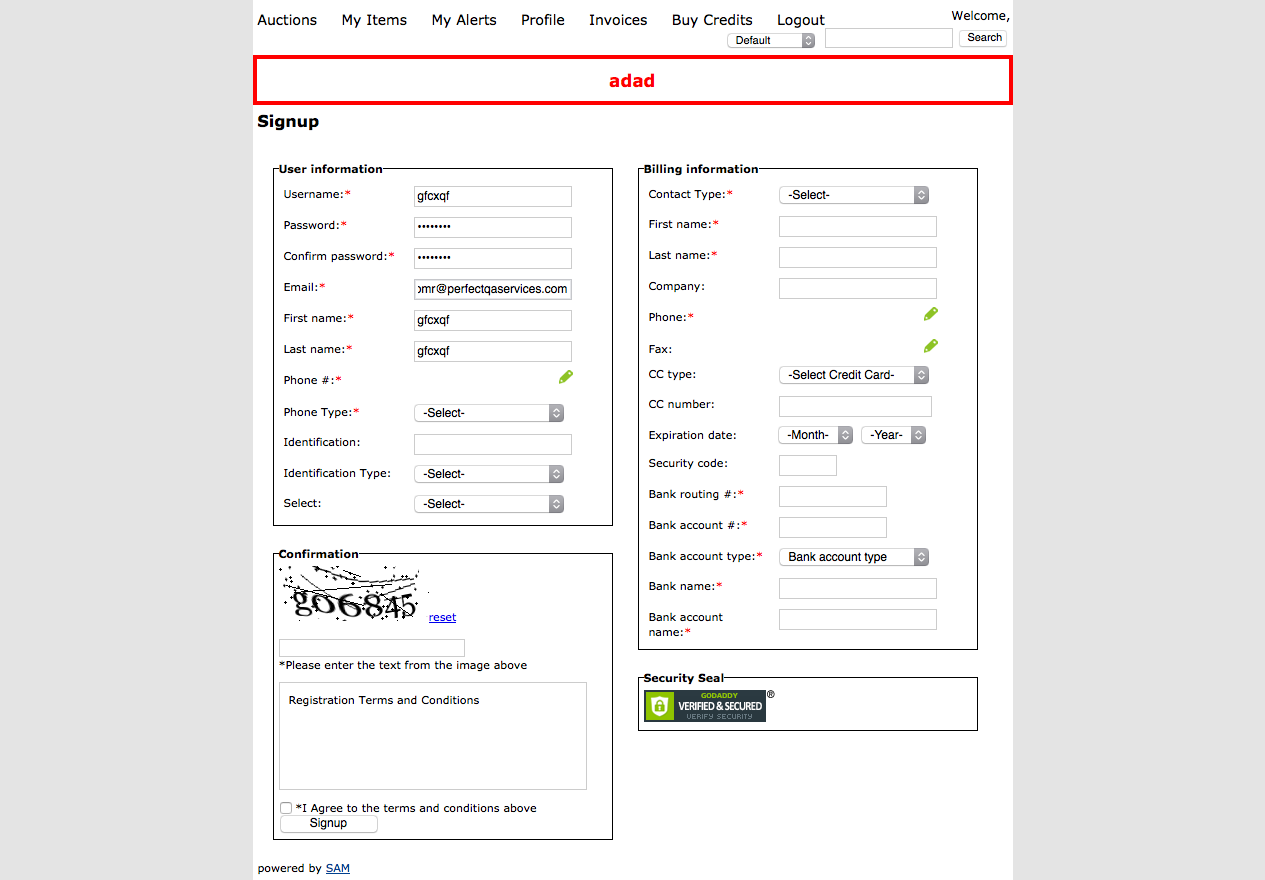 Auctions My Items My Alerts Profile Invoices Buy Credits Logout
Welcome,
Default Search
adad
Signup
User information
Username:* gfcxqf
Password:* ••••••••
Confirm password:* ••••••••
Email:* omr@perfectqaservices.com
First name:* gfcxqf
Last name:* gfcxqf
Phone #:*
Phone Type:* -Select-
Identification:
Identification Type: -Select-
Select: -Select-
Confirmation
go6845
reset
*Please enter the text from the image above
Registration Terms and Conditions
*I Agree to the terms and conditions above
Signup
Billing information
Contact Type:* -Select-
First name:*
Last name:*
Company:
Phone:*
Fax:
CC type: -Select Credit Card-
CC number:
Expiration date: -Month- -Year-
Security code:
Bank routing #:*
Bank account #:*
Bank account type:* Bank account type
Bank name:*
Bank account
name:*
Security Seal
GODADDY
VERIFIED & SECURED
VERIFY SECURITY
®
powered by SAM